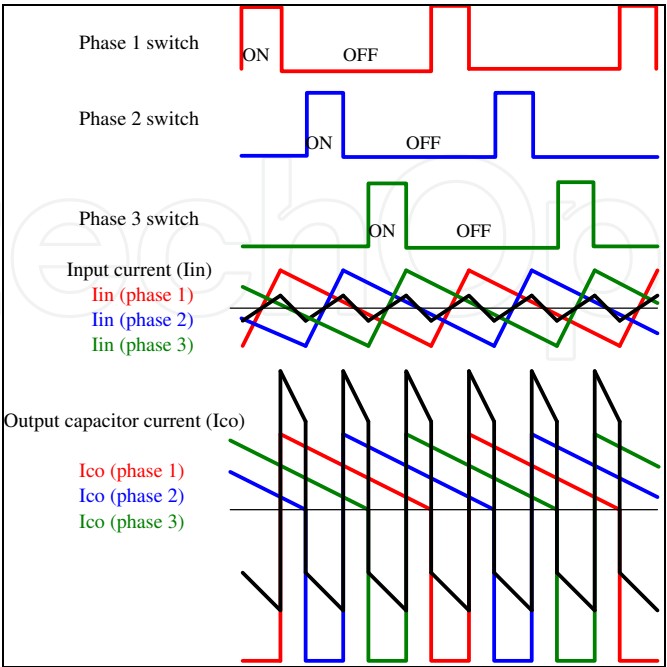 Phase 1 switch
ON
OFF
Phase 2 switch
ON
OFF
Phase 3 switch
ON
OFF
Input current (Iin)
Iin (phase 1)
Iin (phase 2)
Iin (phase 3)
Output capacitor current (Ico)
Ico (phase 1)
Ico (phase 2)
Ico (phase 3)
echOp